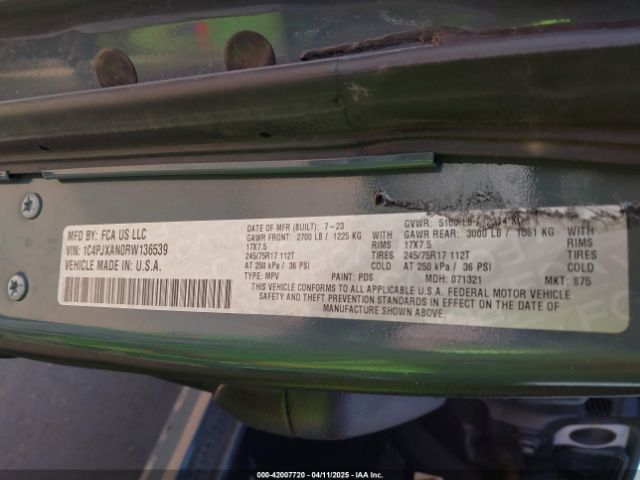 MFD BY: FCA US LLC
VIN: 1C4PJXAN0RW136539
VEHICLE MADE IN U.S.A.
DATE OF MFR (BUILT): 7-23
GAWR FRONT: 2700 LB / 1225 KG WITH
17X7.5 RIMS
245/75R17 112T TIRES
AT 250 kPa / 36 PSI
TYPE: MPV PAINT: PDS
GVWR: 5100 LB / KG
GAWR REAR: 3000 LB / 1361 KG WITH
17X7.5 RIMS
245/75R17 112T TIRES
AT 250 kPa / 36 PSI
MDH: 071321 MKT: 875
THIS VEHICLE CONFORMS TO ALL APPLICABLE U.S.A. FEDERAL MOTOR VEHICLE
SAFETY AND THEFT PREVENTION STANDARDS IN EFFECT ON THE DATE OF
MANUFACTURE SHOWN ABOVE.
000-42007720 - 04/11/2025 - IAA Inc.